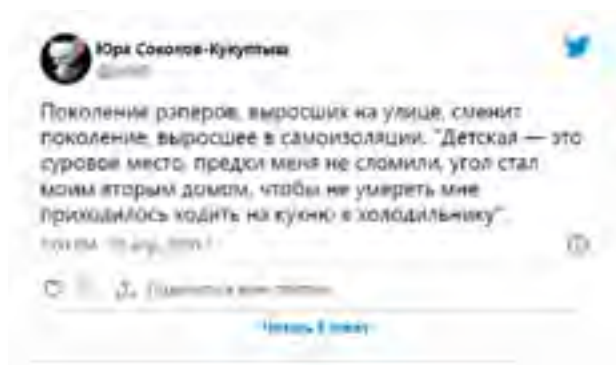 Юра Соколов-Кукуптыш
Поколение рэперов, выросших на улице, сменит
поколение, выросшее в самоизоляции. "Детская — это
суровое место, предки меня не сломили, угол стал
моим вторым домом, чтобы не умереть мне
приходилось ходить на кухню к холодильнику".